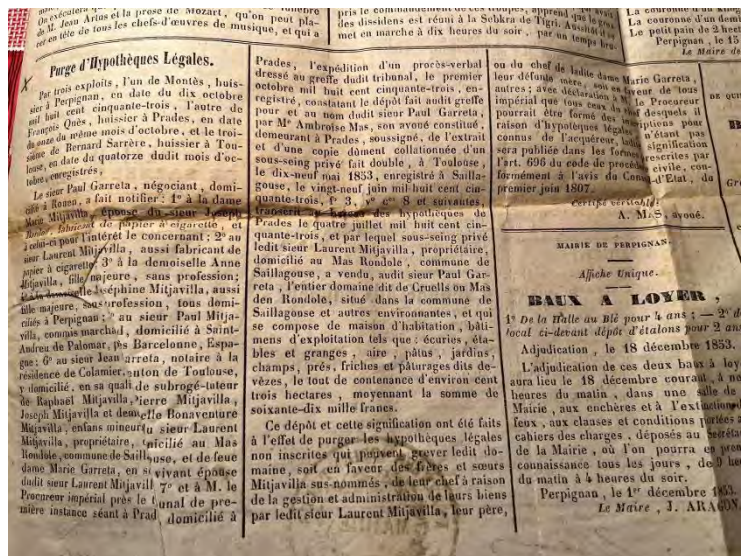 de M. Jean Artus et la prose de Mozart, qu'on peut pla-
cer en tête de tous les chefs-d'œuvres de musique, et qui a
Purge d'Hypothèques Légales.
Par trois exploits, l'un de Montès, huis-
sier à Perpignan, en date du dix octobre
mil huit cent cinquante-trois, l'autre de
François Quès, huissier à Prades, en date
du onze du même mois d'octobre, et le troi-
sième de Bernard Sarrère, huissier à Tou-
louse, en date du quatorze dudit mois d'oc-
tobre, enregistrés,
Le sieur Paul Garreta, négociant, domi-
cilié à Rouen, a fait notifier: 1° à la dame
Marie Mitjavilla, épouse du sieur Joseph
fabricant de papier à cigarette, et
à celui-ci pour l'intérêt le concernant; 2° au
sieur Laurent Mitjavilla, aussi fabricant de
papier à cigarette; 3° à la demoiselle Anne
Mitjavilla, fille majeure, sans profession;
4° à la demoiselle Joséphine Mitjavilla, aussi
fille majeure, sans profession, tous domi-
ciliés à Perpignan; au sieur Paul Mitja-
villa, commis marchand, domicilié à Saint-
Andreu de Palomar, près Barcelonne, Espa-
gne; 6° au sieur Jean Garreta, notaire à la
résidence de Colamier, canton de Toulouse,
y domicilié, en sa quali de subrogé-tuteur
de Raphael Mitjavilla, Pierre Mitjavilla,
Joseph Mitjavilla et demoiselle Bonaventure
Mitjavilla, enfans mineurs du sieur Laurent
Mitjavilla, propriétaire, domicilié au Mas
Rondole, commune de Saillagouse, et de feue
dame Marie Garreta, en son vivant épouse
dudit sieur Laurent Mitjavilla 7° et à M. le
Procureur impérial près le tribunal de pre-
mière instance séant à Prades domicilié à
pris le commandement de ces troupes, apprend que le gros
des dissidens est réuni à la Sebkra de Tigri. Aussitôt il se
met en marche à dix heures du soir, par un temps
Prades, l'expédition d'un procès-verbal
dressé au greffe dudit tribunal, le premier
octobre mil huit cent cinquante-trois, en-
registré, constatant le dépôt fait audit greffe
pour et au nom dudit sieur Paul Garreta,
par Me Ambroise Mas, son avoué constitué,
demeurant à Prades, soussigné, de l'extrait
et d'une copie dûment collationnée d'un
sous-seing privé fait double, à Toulouse,
le dix-neuf mai 1853, enregistré à Sailla-
gouse, le vingt-neuf juin mil huit cent cin-
quante-trois, f° 3, v° c° 8 et suivantes,
transcrit au bureau des hypothèques de
Prades le quatre juillet mil huit cent cin-
quante-trois, et par lequel sous-seing privé
ledit sieur Laurent Mitjavilla, propriétaire,
domicilié au Mas Rondole, commune de
Saillagouse, a vendu, audit sieur Paul Gar-
reta, l'entier domaine dit de Cruells ou Mas
den Rondole, situé dans la commune de
Saillagouse et autres environnantes, et qui
se compose de maison d'habitation, bâti-
mens d'exploitation tels que: écuries, éta-
bles et granges, aire, pâtus, jardins,
champs, prés, friches et pâturages dits de-
vèzes, le tout de contenance d'environ cent
trois hectares, moyennant la somme de
soixante-dix mille francs.
Ce dépôt et cette signification ont été faits
à l'effet de purger les hypothèques légales
non inscrites qui peuvent grever ledit do-
maine, soit en faveur des frères et sœurs
Mitjavilla sus-nommés, de leur chef à raison
de la gestion et administration de leurs biens
par ledit sieur Laurent Mitjavilla, leur père,
La couronne d'un demi
Le petit pain de 2 hect
Perpignan, le 15
Le Maire de
ou du chef de ladite dame Marie Garreta,
leur défunte mère, soit en faveur de tous
autres; avec déclaration à M. le Procureur
impérial que tous ceux du chef desquels il
pourrait être formé des inscriptions pour
raison d'hypothèques légales n'étant pas
connus de l'acquéreur, ladite signification
sera publiée dans les formes prescrites par
l'art. 696 du code de procédure civile, con-
formément à l'avis du Conseil-d'État, du
premier juin 1807.
Certifié véritable:
A. MAS, avoué.
MAIRIE DE PERPIGNAN.
Affiche Unique.
BAUX A LOYER,
1° De la Halle au Blé pour 4 ans; — 2° du
local ci-devant dépôt d'étalons pour 2 ans
Adjudication, le 18 décembre 1853.
L'adjudication de ces deux baux à loyer
aura lieu le 18 décembre courant, à neuf
heures du matin, dans une salle de la
Mairie, aux enchères et à l'extinction des
feux, aux clauses et conditions portées aux
cahiers des charges, déposés au secrétariat
de la Mairie, où l'on pourra en prendre
connaissance tous les jours, de 9 heures
du matin à 4 heures du soir.
Perpignan, le 1er décembre 1853.
Le Maire, J. ARAGON.